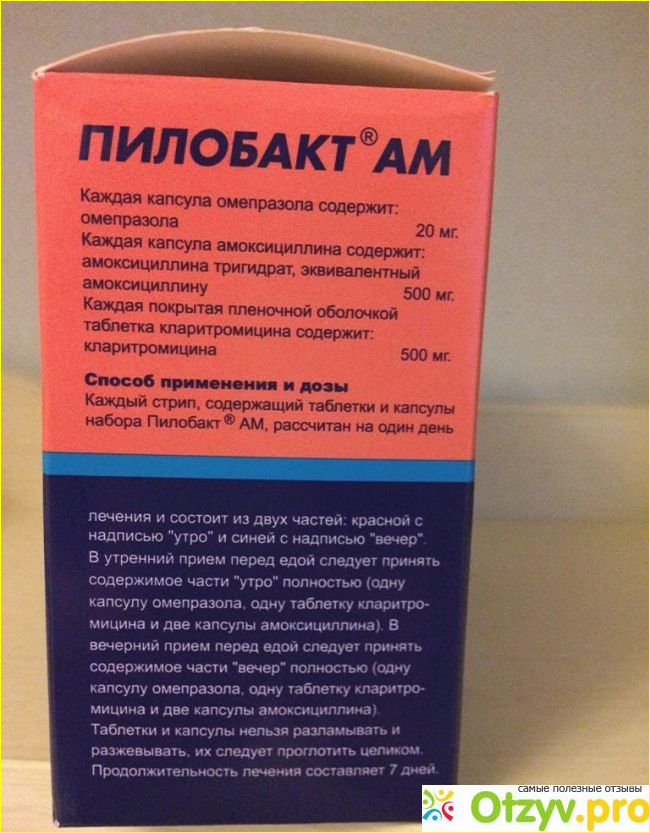 ПИЛОБАКТ® АМ
Каждая капсула омепразола содержит:
омепразола 20 мг.
Каждая капсула амоксициллина содержит:
амоксициллина тригидрат, эквивалентный
амоксициллину 500 мг.
Каждая покрытая пленочной оболочкой
таблетка кларитромицина содержит:
кларитромицина 500 мг.
Способ применения и дозы
Каждый стрип, содержащий таблетки и капсулы
набора Пилобакт® АМ, рассчитан на один день
лечения и состоит из двух частей: красной с
надписью "утро" и синей с надписью "вечер".
В утренний прием перед едой следует принять
содержимое части "утро" полностью (одну
капсулу омепразола, одну таблетку кларитро-
мицина и две капсулы амоксициллина). В
вечерний прием перед едой следует принять
содержимое части "вечер" полностью (одну
капсулу омепразола, одну таблетку кларитро-
мицина и две капсулы амоксициллина).
Таблетки и капсулы нельзя разламывать и
разжевывать, их следует проглотить целиком.
Продолжительность лечения составляет 7 дней.
самые полезные отзывы
Otzyv.pro